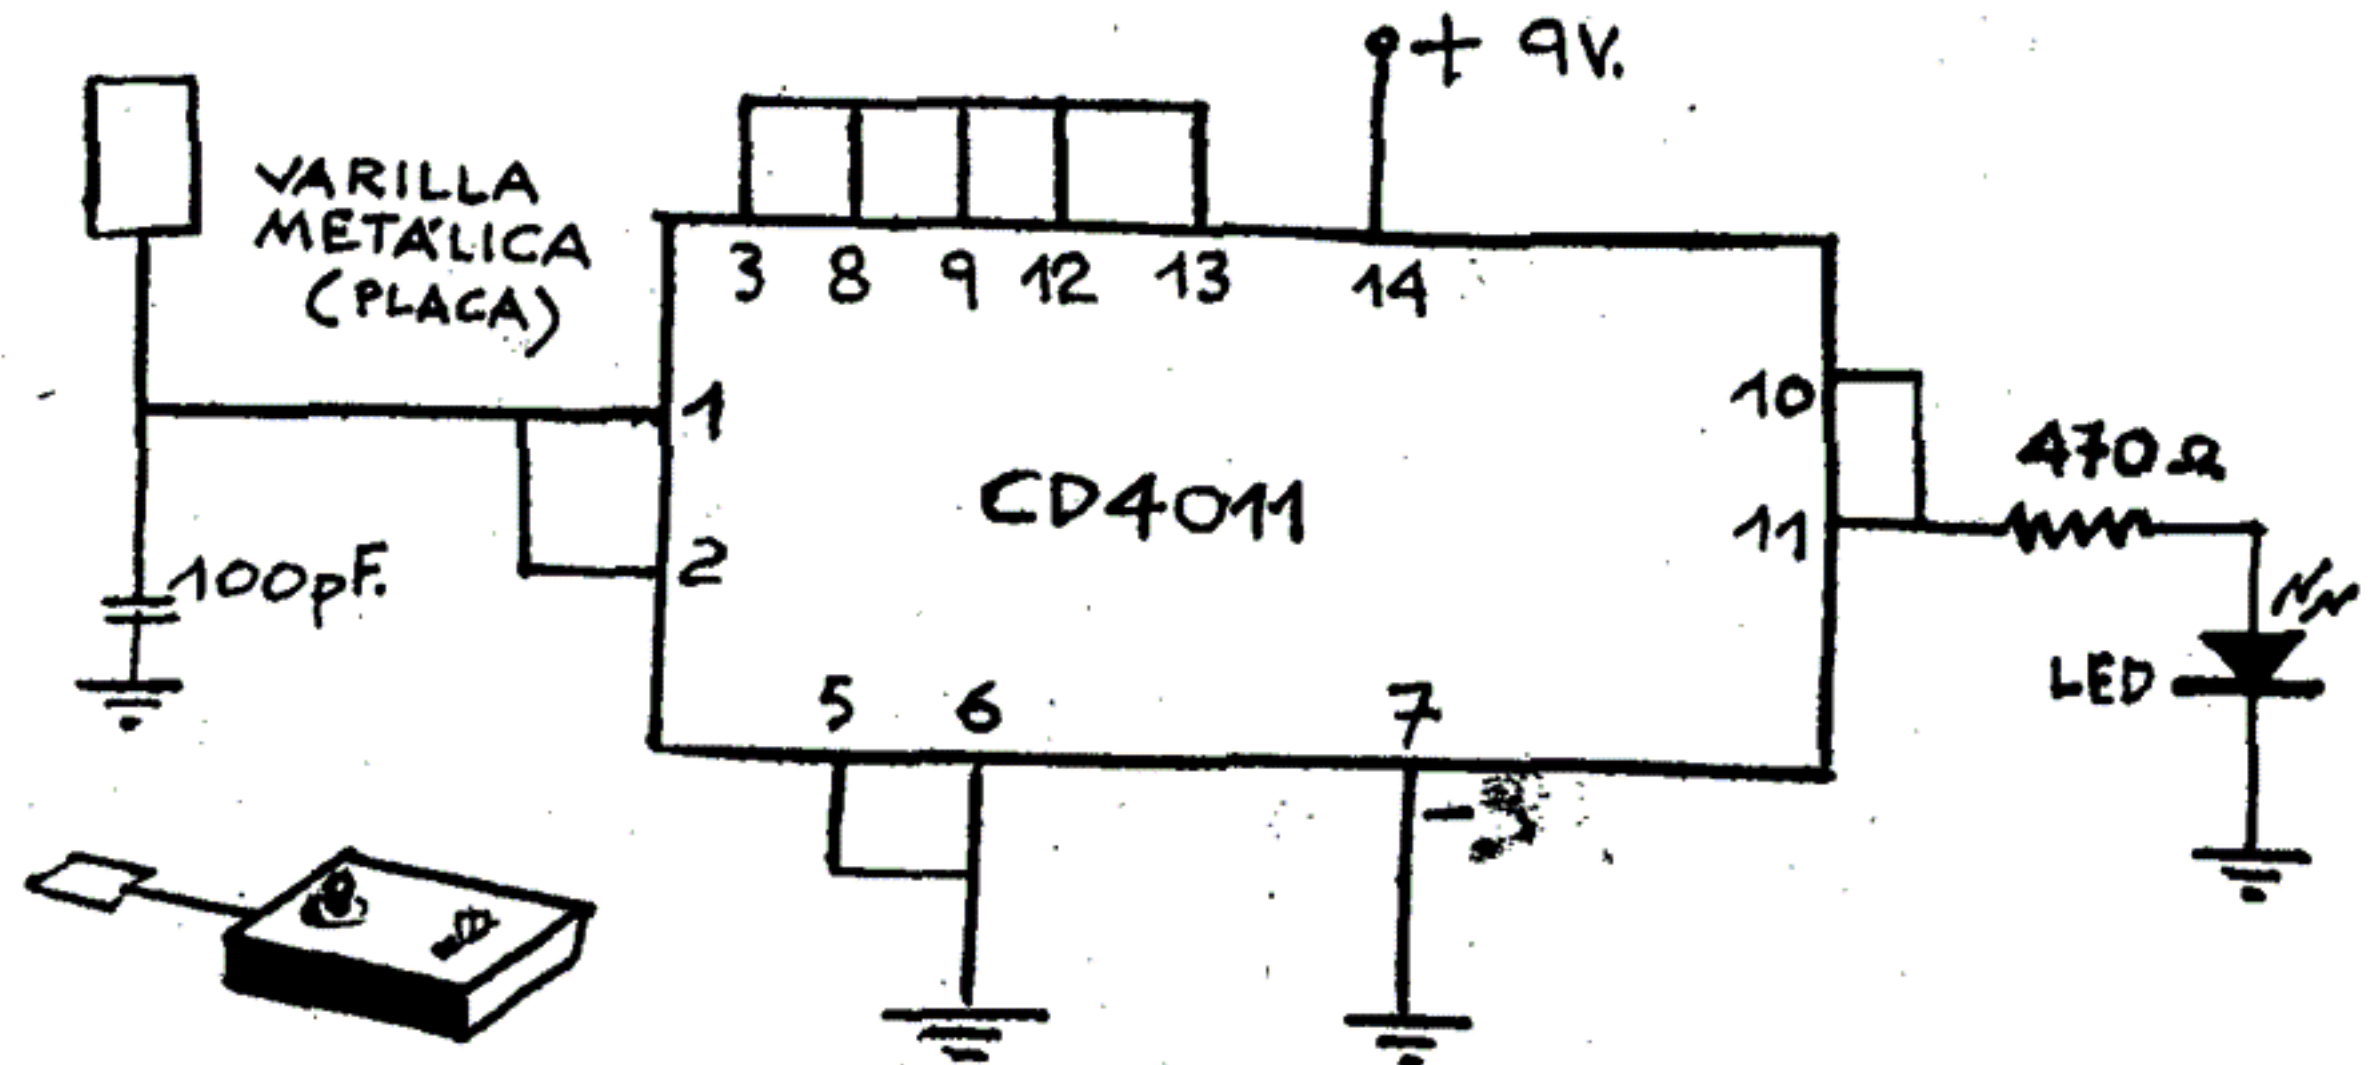 + 9V.
VARILLA
METÁLICA
(PLACA)
3 8 9 12 13 14
1
10
470Ω
CD4011
11
2
100pF.
LED
5 6 7
-